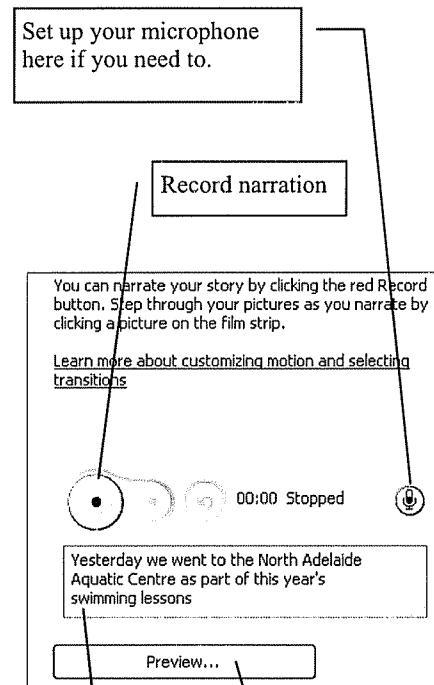 Set up your microphone
here if you need to.
Record narration
You can narrate your story by clicking the red Record
button. Step through your pictures as you narrate by
clicking a picture on the film strip.
Learn more about customizing motion and selecting
transitions
00:00 Stopped
Yesterday we went to the North Adelaide
Aquatic Centre as part of this year's
swimming lessons
Preview...